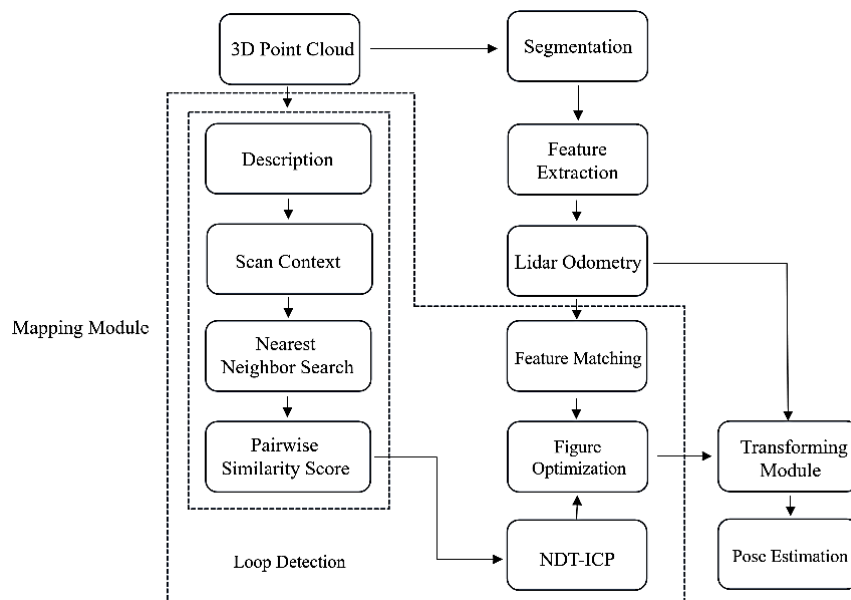 3D Point Cloud
Segmentation
Description
Feature
Extraction
Scan Context
Lidar Odometry
Mapping Module
Nearest
Neighbor Search
Feature Matching
Pairwise
Similarity Score
Figure
Optimization
Transforming
Module
Loop Detection
NDT-ICP
Pose Estimation